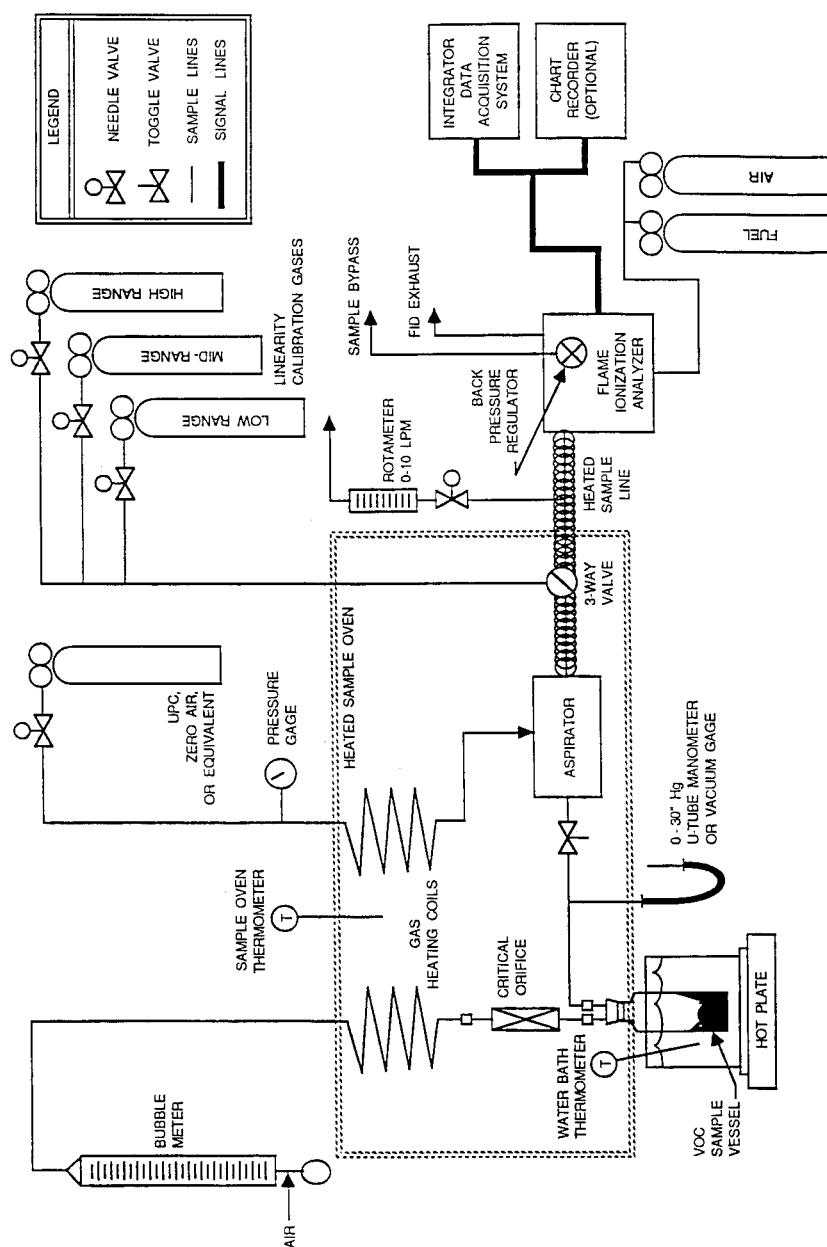 LEGEND
NEEDLE VALVE
TOGGLE VALVE
SAMPLE LINES
SIGNAL LINES
INTEGRATOR
DATA
ACQUISITION
SYSTEM
CHART
RECORDER
(OPTIONAL)
AIR
FUEL
HIGH RANGE
MID-RANGE
LOW RANGE
LINEARITY
CALIBRATION GASES
SAMPLE BYPASS
FID EXHAUST
BACK
PRESSURE
REGULATOR
FLAME
IONIZATION
ANALYZER
ROTAMETER
0-10 LPM
HEATED
SAMPLE
LINE
3-WAY
VALVE
UPC,
ZERO AIR,
OR EQUIVALENT
PRESSURE
GAGE
HEATED SAMPLE OVEN
ASPIRATOR
0 - 30" Hg
U-TUBE MANOMETER
OR VACUUM GAGE
SAMPLE OVEN
THERMOMETER
T
GAS
HEATING COILS
CRITICAL
ORIFICE
WATER BATH
THERMOMETER
T
HOT PLATE
VOC
SAMPLE
VESSEL
BUBBLE
METER
AIR